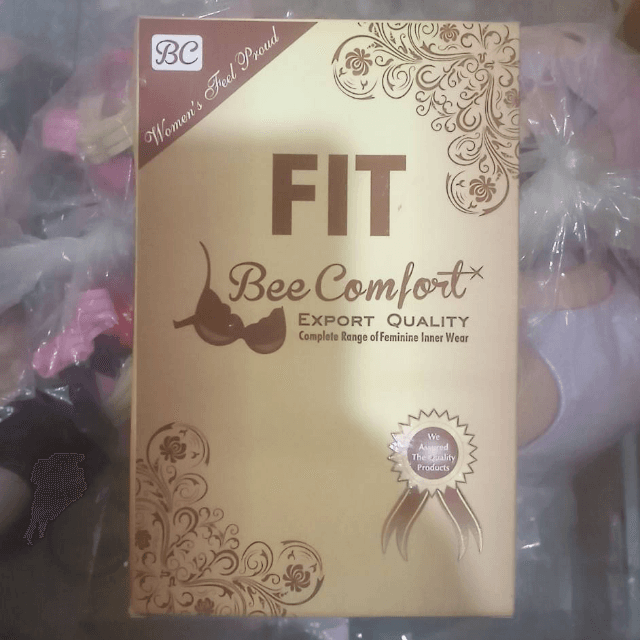 BC
Women's Feel Proud
FIT
Bee Comfort
EXPORT QUALITY
Complete Range of Feminine Inner Wear
We
Assured
The Quality
Products